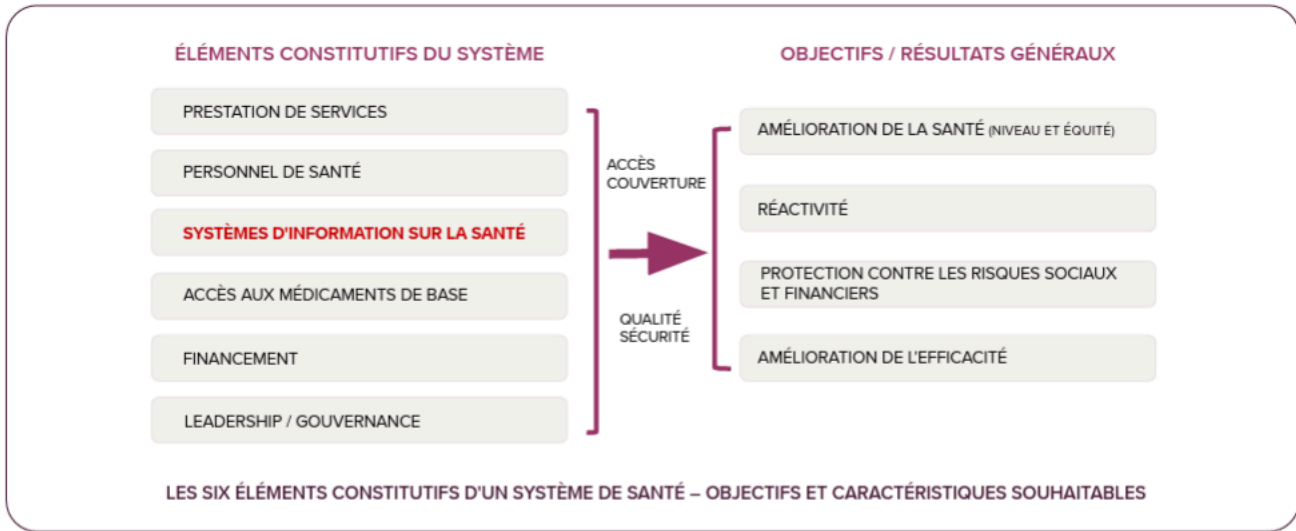 ÉLÉMENTS CONSTITUTIFS DU SYSTÈME
PRESTATION DE SERVICES
PERSONNEL DE SANTÉ
SYSTÈMES D'INFORMATION SUR LA SANTÉ
ACCÈS AUX MÉDICAMENTS DE BASE
FINANCEMENT
LEADERSHIP / GOUVERNANCE
ACCÈS
COUVERTURE
QUALITÉ
SÉCURITÉ
OBJECTIFS / RÉSULTATS GÉNÉRAUX
AMÉLIORATION DE LA SANTÉ (NIVEAU ET ÉQUITÉ)
RÉACTIVITÉ
PROTECTION CONTRE LES RISQUES SOCIAUX
ET FINANCIERS
AMÉLIORATION DE L'EFFICACITÉ
LES SIX ÉLÉMENTS CONSTITUTIFS D'UN SYSTÈME DE SANTÉ – OBJECTIFS ET CARACTÉRISTIQUES SOUHAITABLES